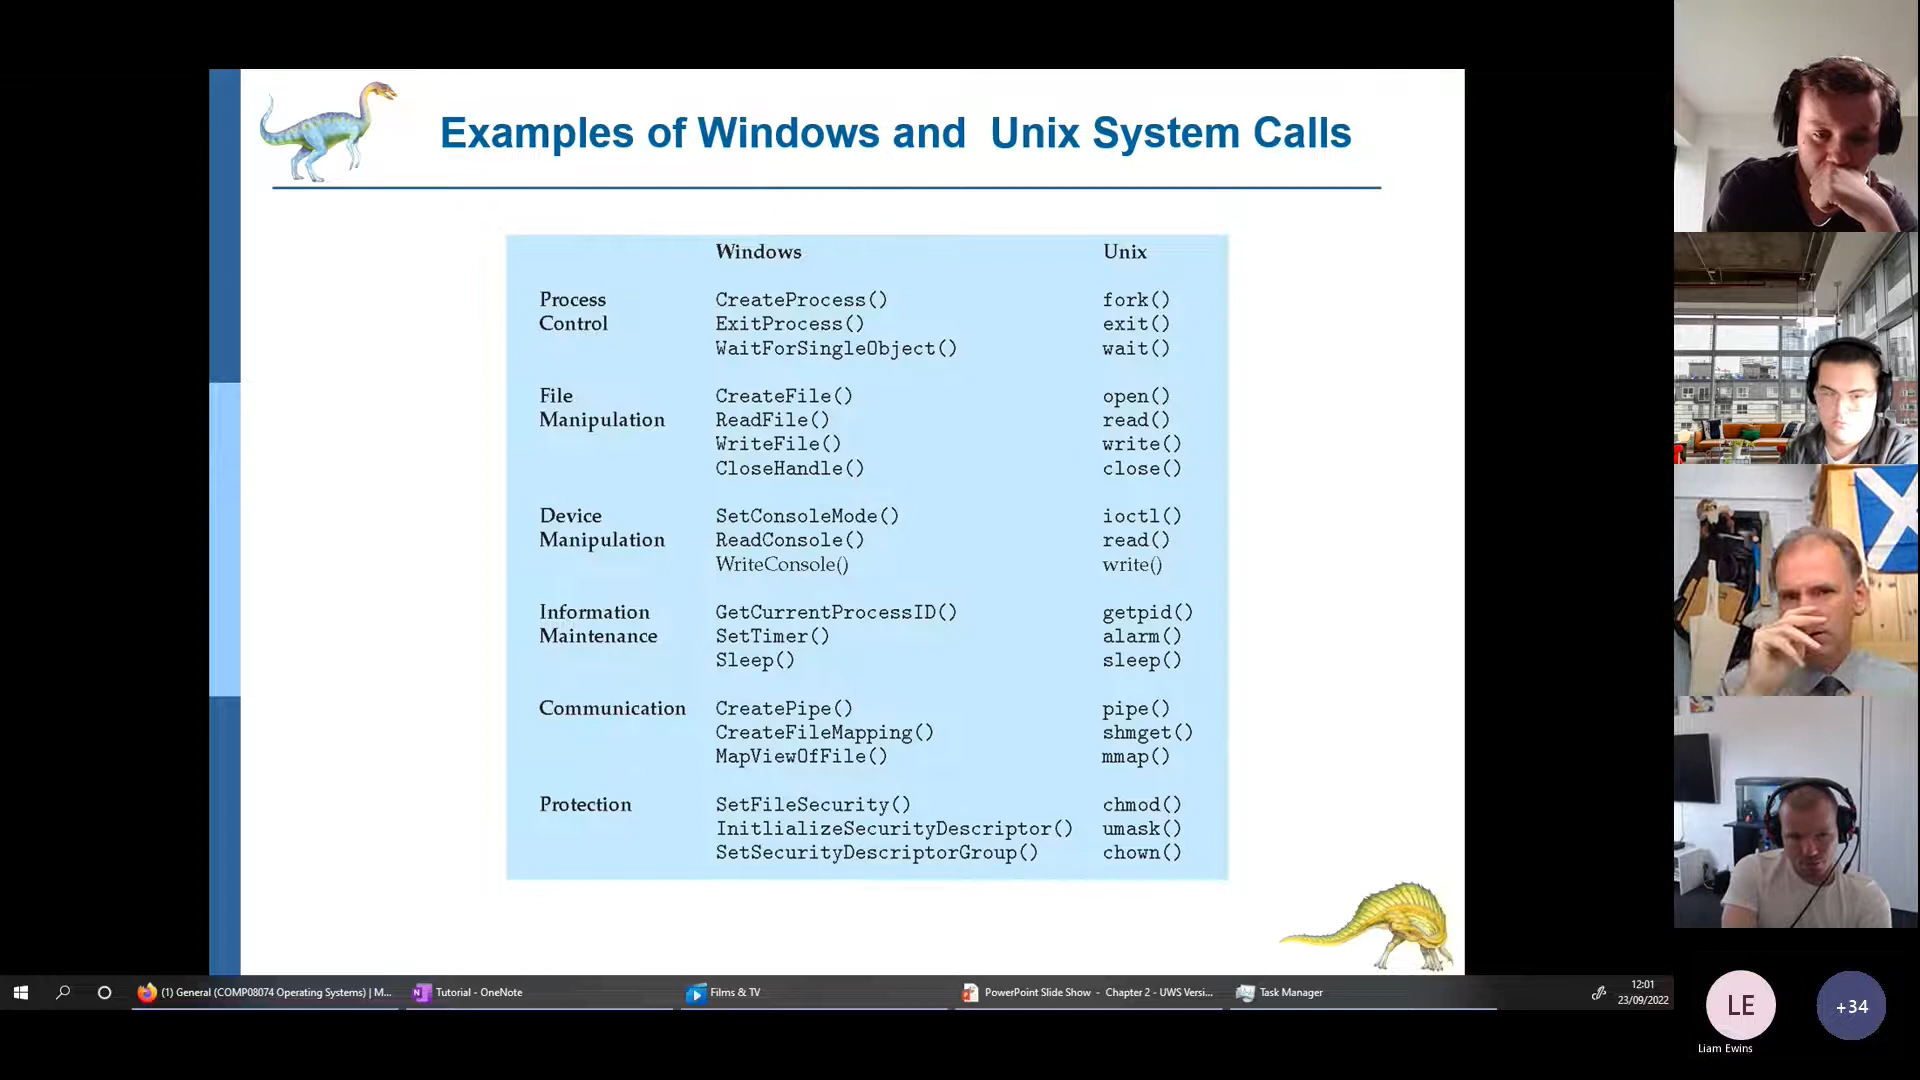 Examples of Windows and Unix System Calls
Windows Unix
Process CreateProcess() fork()
Control ExitProcess() exit()
WaitForSingleObject() wait()
File CreateFile() open()
Manipulation ReadFile() read()
WriteFile() write()
CloseHandle() close()
Device SetConsoleMode() ioctl()
Manipulation ReadConsole() read()
WriteConsole() write()
Information GetCurrentProcessID() getpid()
Maintenance SetTimer() alarm()
Sleep() sleep()
Communication CreatePipe() pipe()
CreateFileMapping() shmget()
MapViewOfFile() mmap()
Protection SetFileSecurity() chmod()
InitlializeSecurityDescriptor() umask()
SetSecurityDescriptorGroup() chown()
(1) General (COMP08074 Operating Systems) | M...
Tutorial - OneNote
Films & TV
PowerPoint Slide Show - Chapter 2 - UWS Versi...
Task Manager
12:01
23/09/2022
LE
Liam Ewins
+34